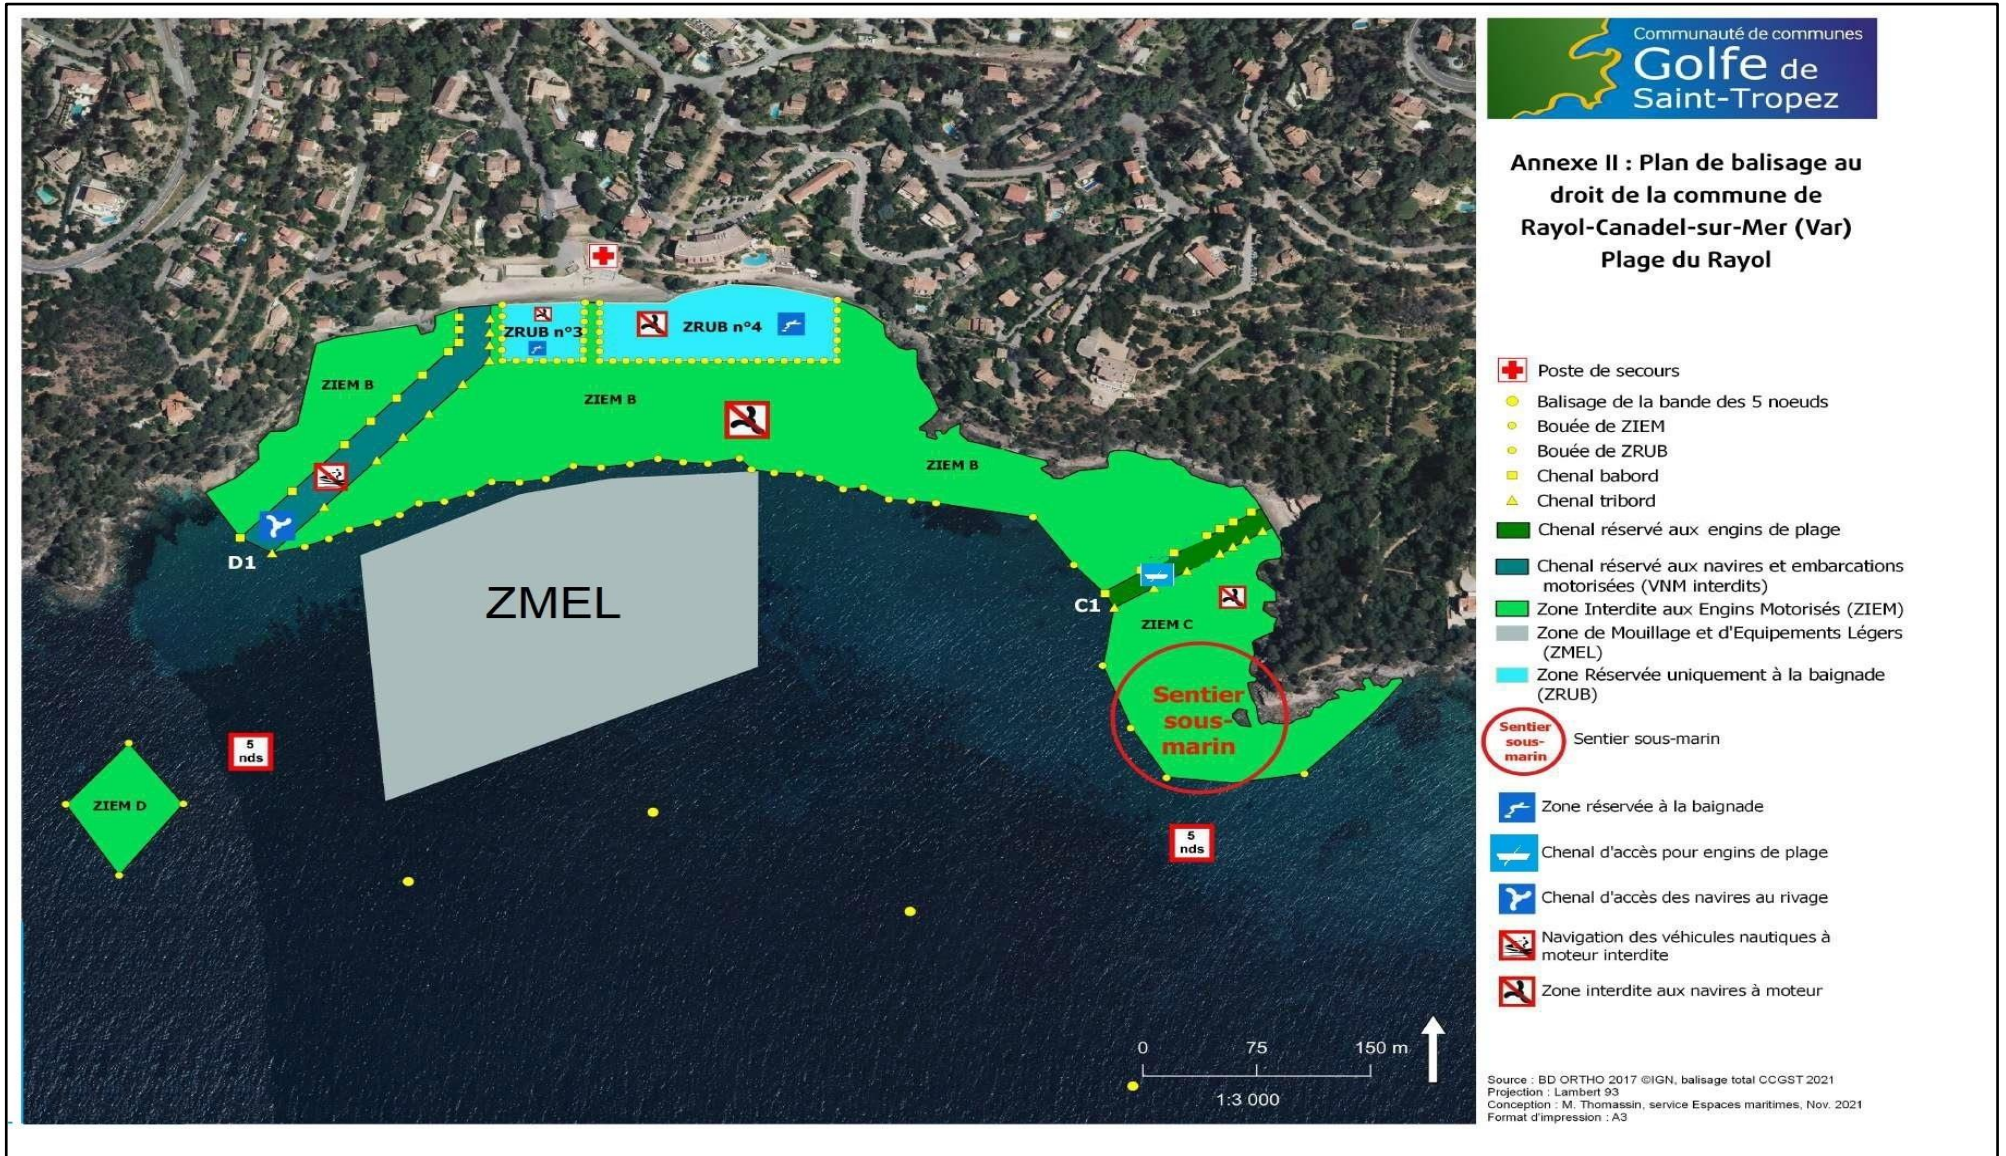 Communauté de communes
Golfe de
Saint-Tropez
Annexe II : Plan de balisage au
droit de la commune de
Rayol-Canadel-sur-Mer (Var)
Plage du Rayol
ZRUB n°3
ZRUB n°4
ZIEM B
ZIEM B
ZIEM B
D1
ZMEL
C1
ZIEM C
Sentier
sous-
marin
5
nds
ZIEM D
5
nds
0 75 150 m
1:3 000
Poste de secours
Balisage de la bande des 5 noeuds
Bouée de ZIEM
Bouée de ZRUB
Chenal babord
Chenal tribord
Chenal réservé aux engins de plage
Chenal réservé aux navires et embarcations
motorisées (VNM interdits)
Zone Interdite aux Engins Motorisés (ZIEM)
Zone de Mouillage et d'Equipements Légers
(ZMEL)
Zone Réservée uniquement à la baignade
(ZRUB)
Sentier
sous-
marin
Sentier sous-marin
Zone réservée à la baignade
Chenal d'accès pour engins de plage
Chenal d'accès des navires au rivage
Navigation des véhicules nautiques à
moteur interdite
Zone interdite aux navires à moteur
Source : BD ORTHO 2017 ©IGN, balisage total CCGST 2021
Projection : Lambert 93
Conception : M. Thomassin, service Espaces maritimes, Nov. 2021
Format d'impression : A3